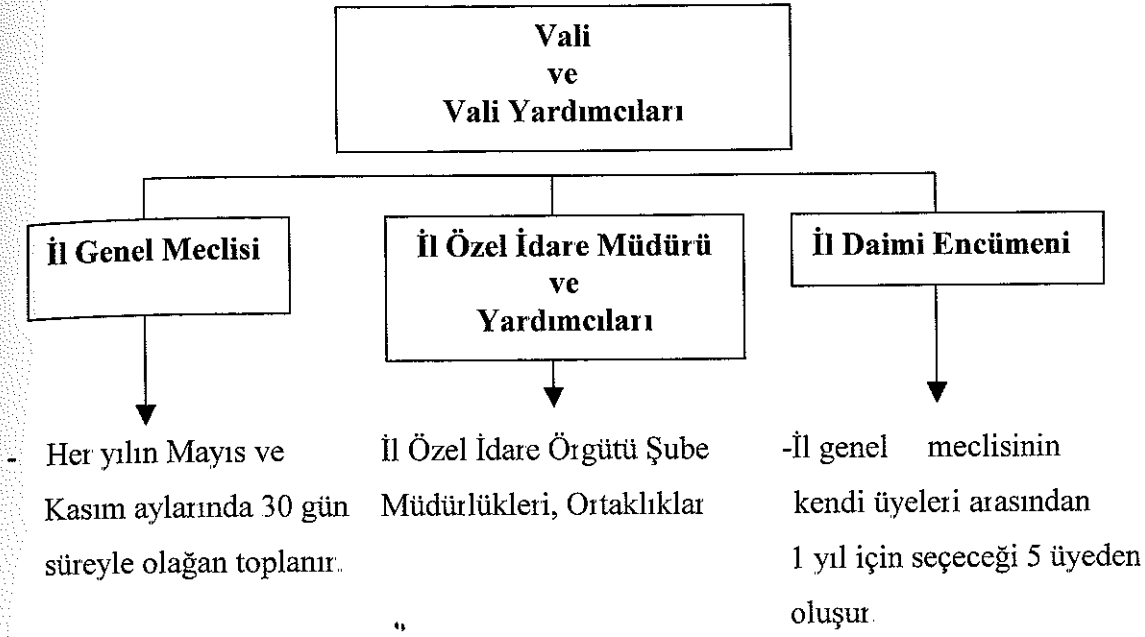 Vali
ve
Vali Yardımcıları
İl Genel Meclisi
İl Özel İdare Müdürü
ve
Yardımcıları
İl Daimi Encümeni
- Her yılın Mayıs ve
Kasım aylarında 30 gün
süreyle olağan toplanır.
İl Özel İdare Örgütü Şube
Müdürlükleri, Ortaklıklar
-İl genel meclisinin
kendi üyeleri arasından
1 yıl için seçeceği 5 üyeden
oluşur.